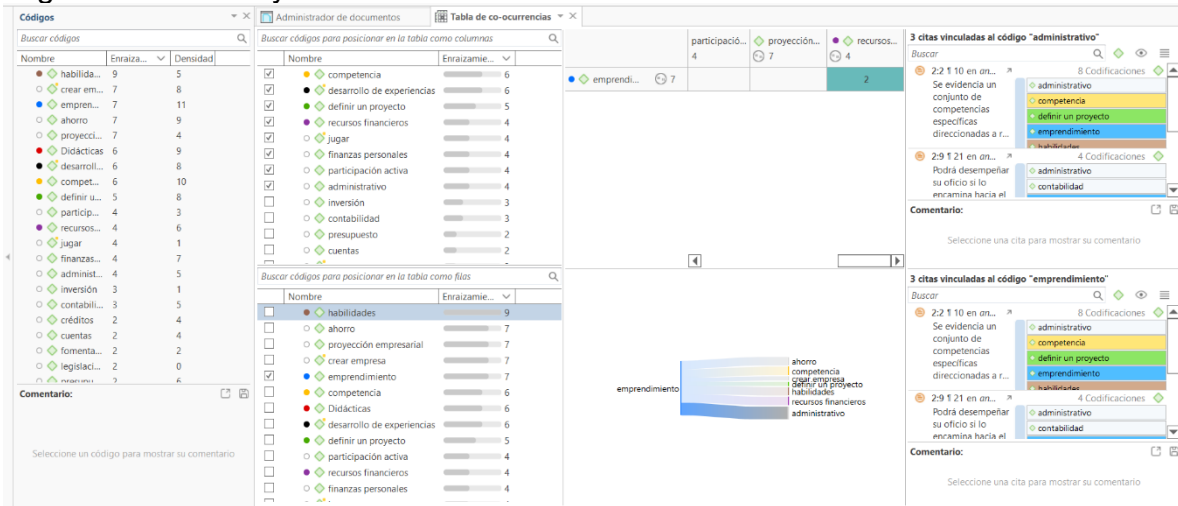 Códigos
Buscar códigos
Nombre Enraiza... Densidad
habilida... 9 5
crear em... 7 8
empren... 7 11
ahorro 7 9
proyecci... 7 4
Didácticas 6 9
desarroll... 6 8
compet... 6 10
definir u... 5 8
particip... 4 3
recursos... 4 6
jugar 4 1
finanzas... 4 7
administ... 4 5
inversión 3 1
contabili... 3 5
créditos 2 4
cuentas 2 4
fomenta... 2 2
legislaci... 2 0
presupu... 2 6
Comentario:
Seleccione un código para mostrar su comentario
Administrador de documentos
Tabla de co-ocurrencias
Buscar códigos para posicionar en la tabla como columnas
Nombre Enraizamie...
competencia 6
desarrollo de experiencias 6
definir un proyecto 5
recursos financieros 4
jugar 4
finanzas personales 4
participación activa 4
administrativo 4
inversión 3
contabilidad 3
presupuesto 2
cuentas 2
Buscar códigos para posicionar en la tabla como filas
Nombre Enraizamie...
habilidades 9
ahorro 7
proyección empresarial 7
crear empresa 7
emprendimiento 7
competencia 6
Didácticas 6
desarrollo de experiencias 6
definir un proyecto 5
participación activa 4
recursos financieros 4
finanzas personales 4
participació... proyección... recursos...
4 7 4
emprendi... 7 2
emprendimiento
ahorro
competencia
crear empresa
definir un proyecto
habilidades
recursos financieros
administrativo
3 citas vinculadas al código "administrativo"
Buscar
2:2 ¶ 10 en an... 8 Codificaciones
Se evidencia un
conjunto de
competencias
específicas
direccionadas a r...
administrativo
competencia
definir un proyecto
emprendimiento
habilidades
2:9 ¶ 21 en an... 4 Codificaciones
Podrá desempeñar
su oficio si lo
encamina hacia el
administrativo
contabilidad
Comentario:
Seleccione una cita para mostrar su comentario
3 citas vinculadas al código "emprendimiento"
Buscar
2:2 ¶ 10 en an... 8 Codificaciones
Se evidencia un
conjunto de
competencias
específicas
direccionadas a r...
administrativo
competencia
definir un proyecto
emprendimiento
habilidades
2:9 ¶ 21 en an... 4 Codificaciones
Podrá desempeñar
su oficio si lo
encamina hacia el
administrativo
contabilidad
Comentario:
Seleccione una cita para mostrar su comentario